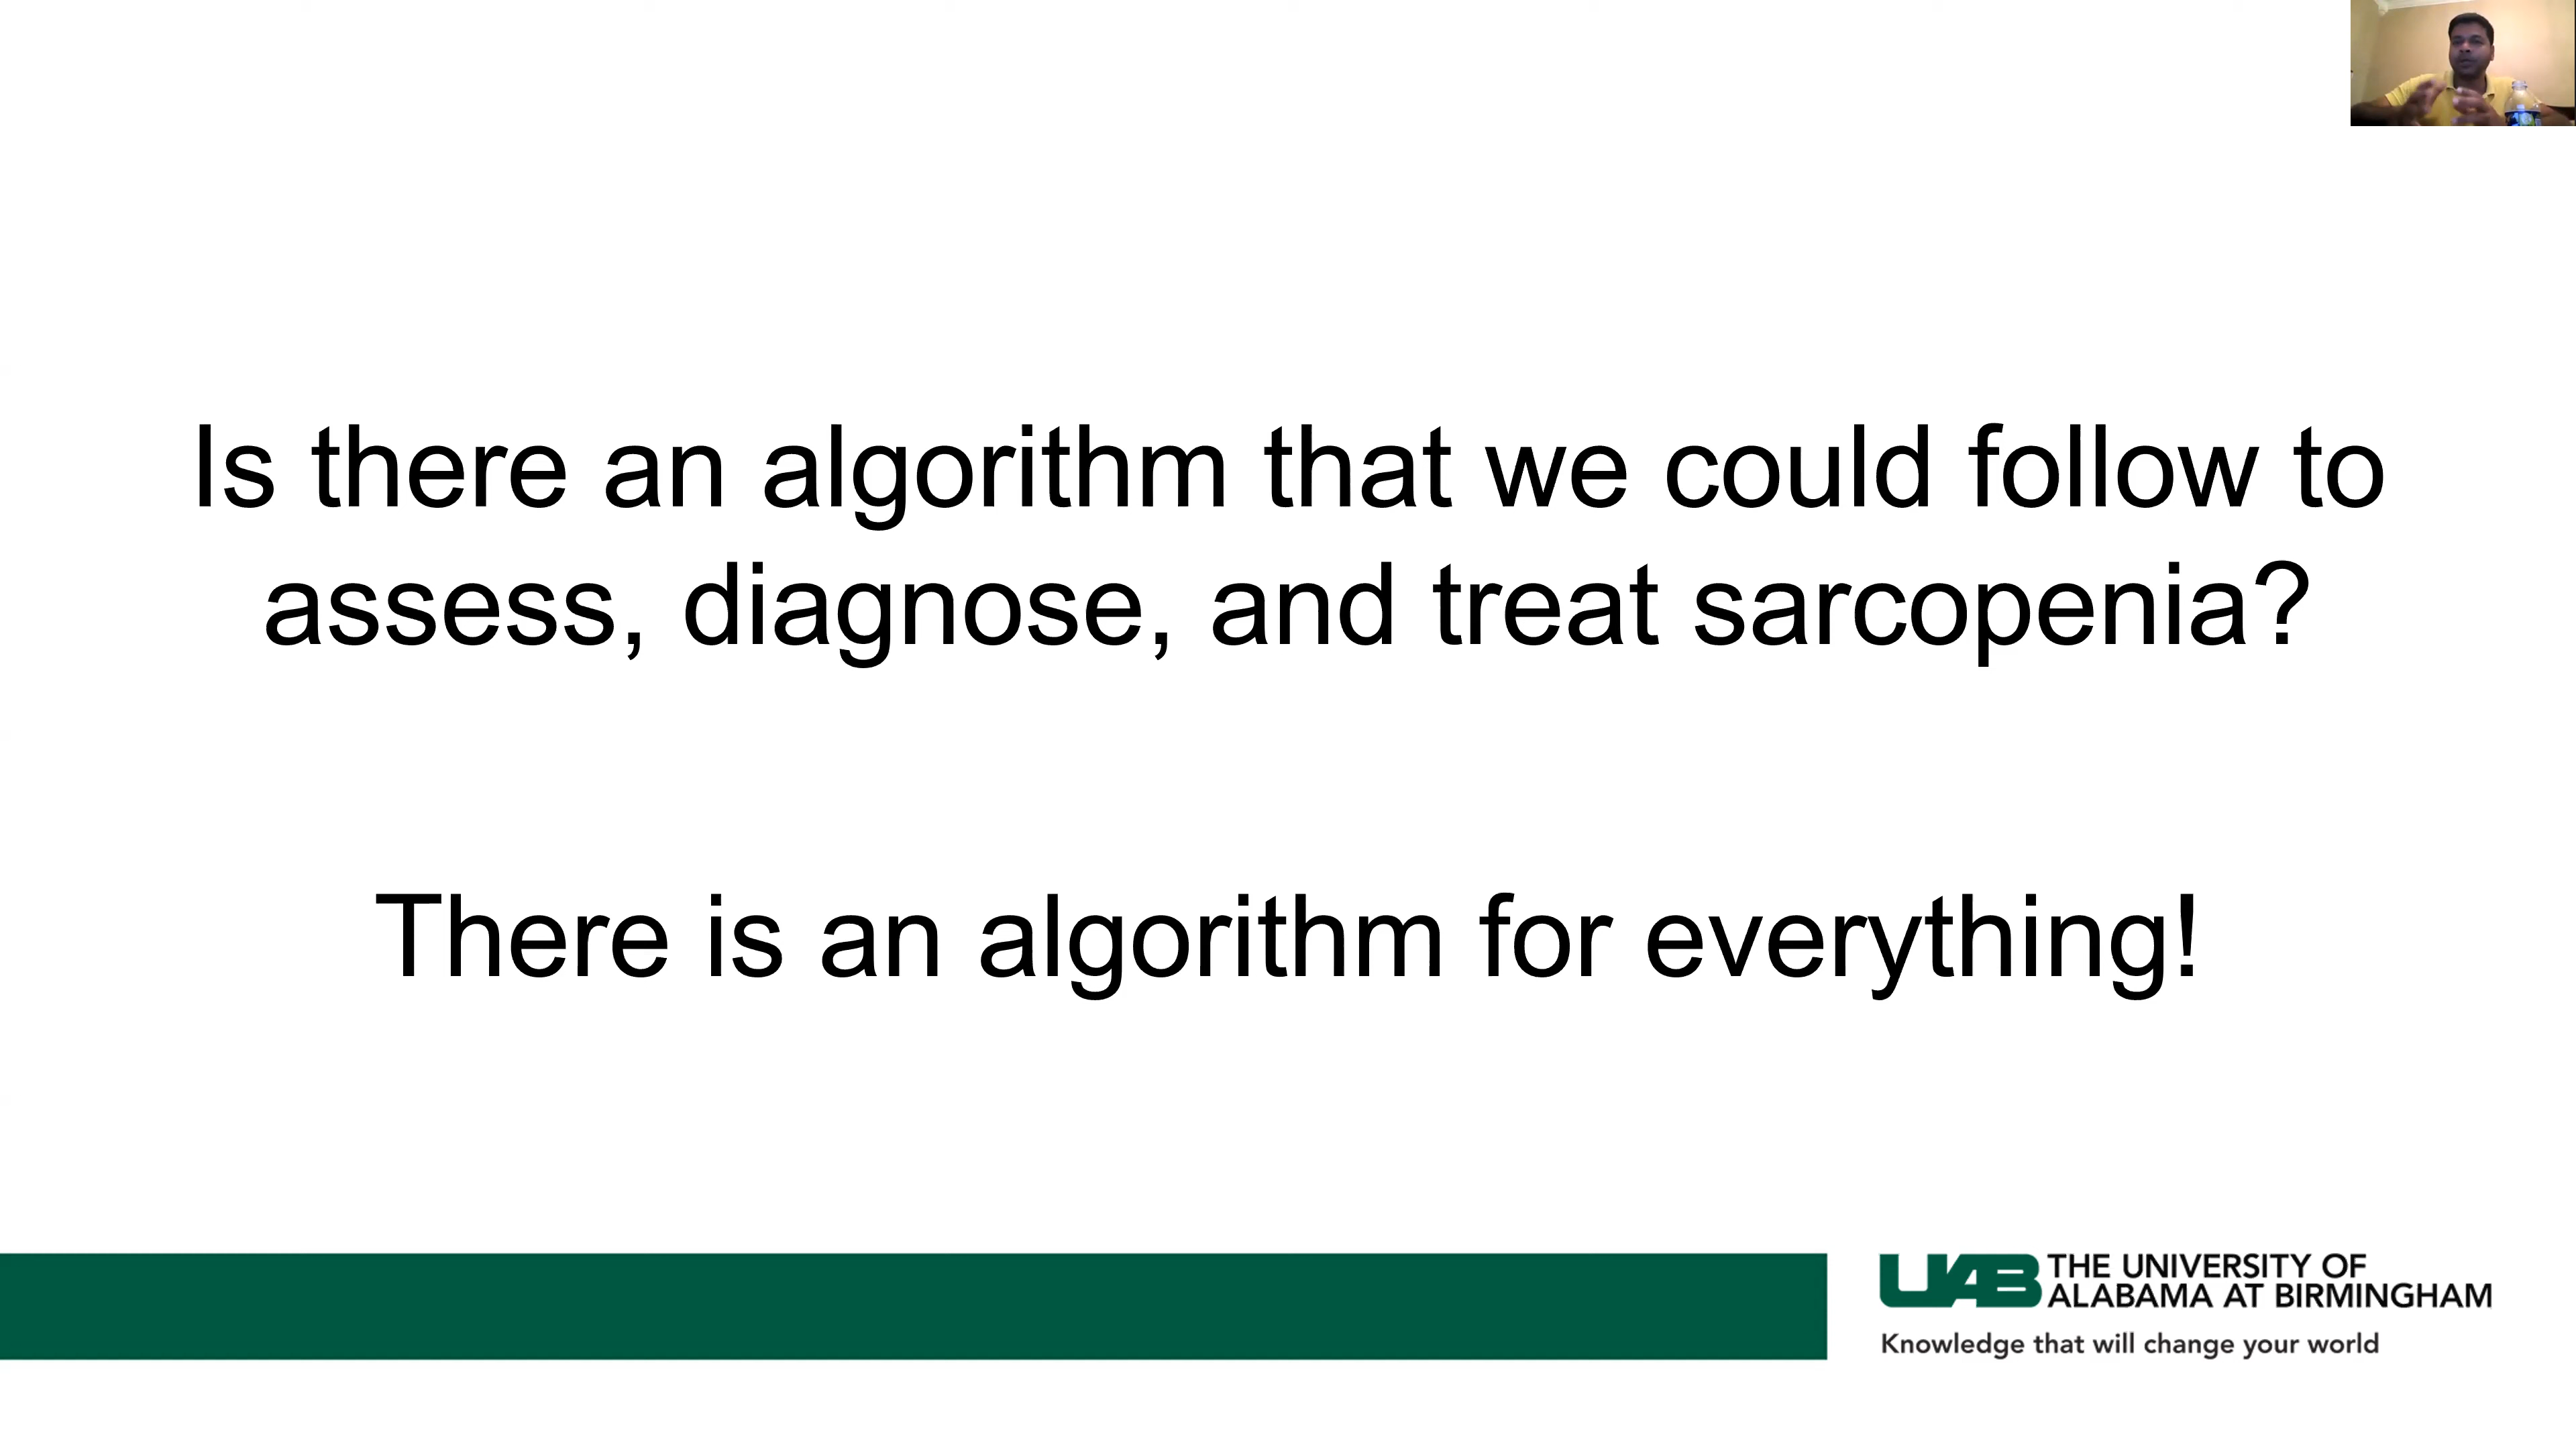 Is there an algorithm that we could follow to
assess, diagnose, and treat sarcopenia?
There is an algorithm for everything!
UAB THE UNIVERSITY OF
ALABAMA AT BIRMINGHAM
Knowledge that will change your world